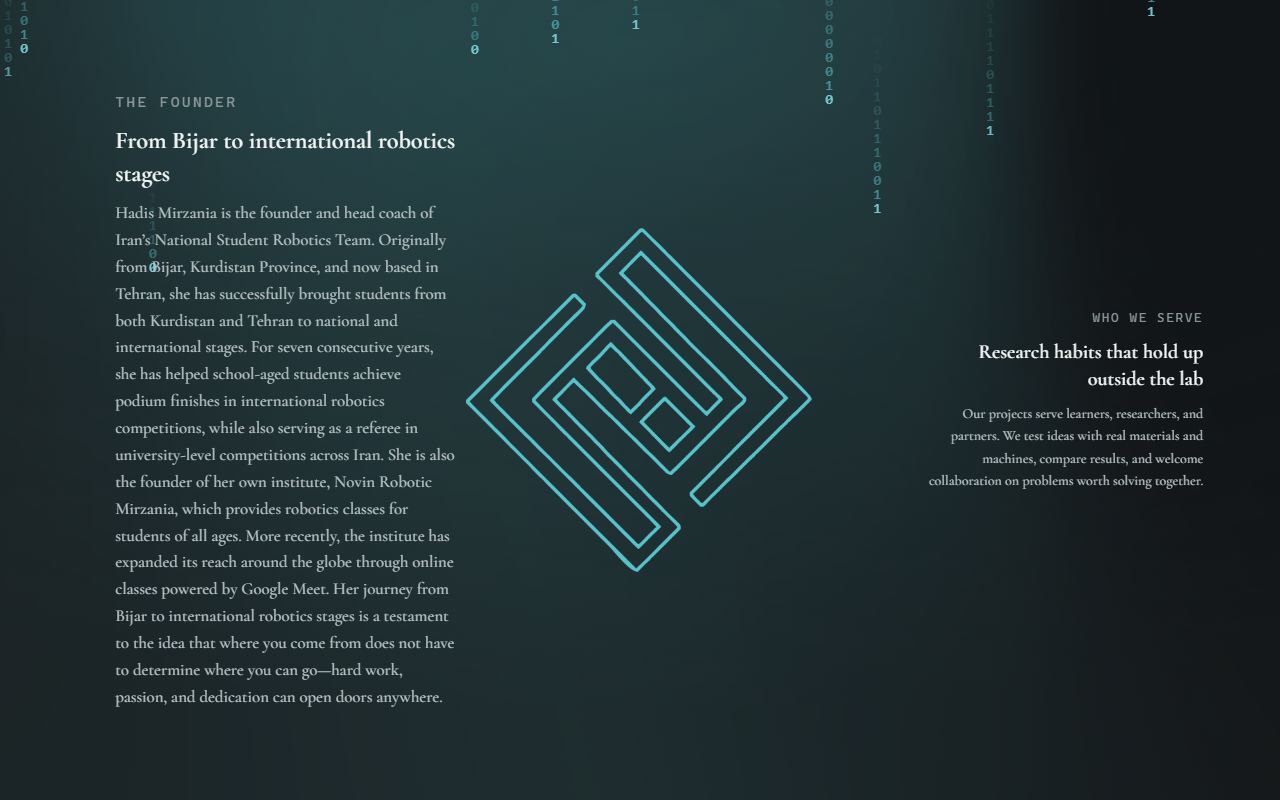 THE FOUNDER
From Bijar to international robotics
stages
Hadis Mirzania is the founder and head coach of
Iran’s National Student Robotics Team. Originally
from Bijar, Kurdistan Province, and now based in
Tehran, she has successfully brought students from
both Kurdistan and Tehran to national and
international stages. For seven consecutive years,
she has helped school-aged students achieve
podium finishes in international robotics
competitions, while also serving as a referee in
university-level competitions across Iran. She is also
the founder of her own institute, Novin Robotic
Mirzania, which provides robotics classes for
students of all ages. More recently, the institute has
expanded its reach around the globe through online
classes powered by Google Meet. Her journey from
Bijar to international robotics stages is a testament
to the idea that where you come from does not have
to determine where you can go—hard work,
passion, and dedication can open doors anywhere.
WHO WE SERVE
Research habits that hold up
outside the lab
Our projects serve learners, researchers, and
partners. We test ideas with real materials and
machines, compare results, and welcome
collaboration on problems worth solving together.